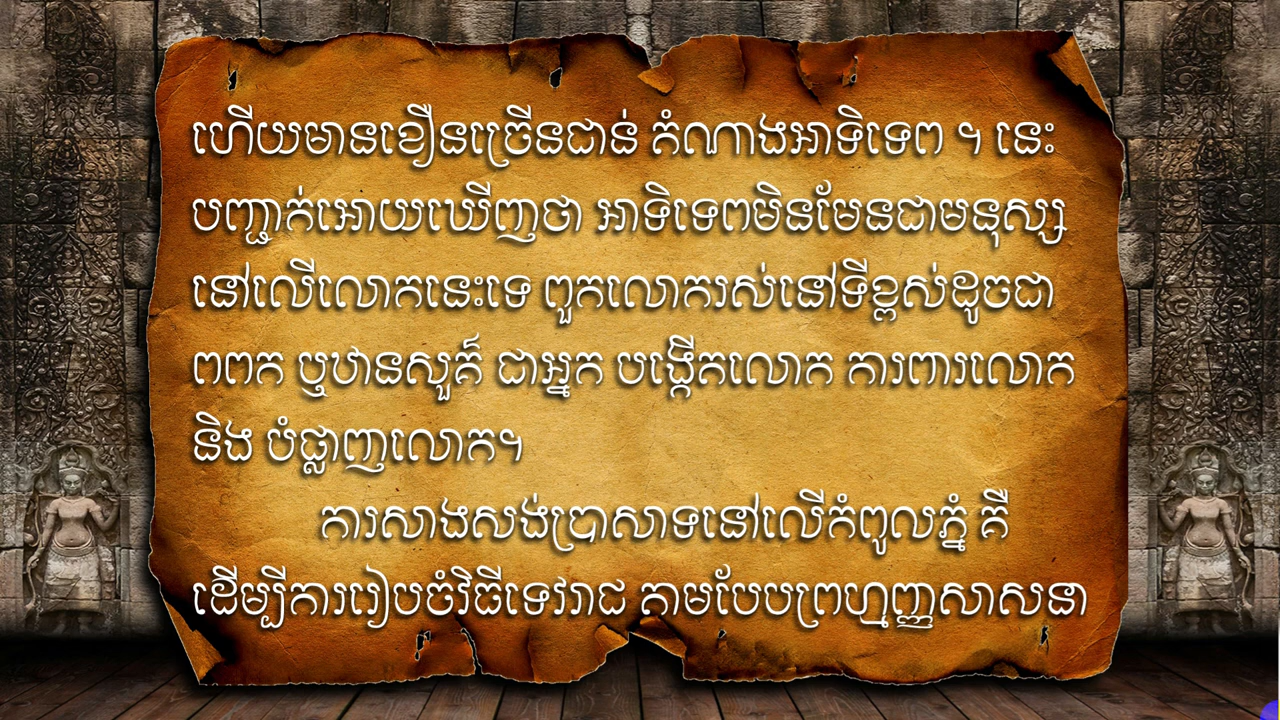 ហើយមានខឿនច្រើនជាន់ តំណាងអាទិទេព ។ នេះ
បញ្ជាក់អោយឃើញថា អាទិទេពមិនមែនជាមនុស្ស
នៅលើលោកនេះទេ ពួកលោករស់នៅទីខ្ពស់ដូចជា
ពពក ឬឋានសួគ៌ ជាអ្នក បង្កើតលោក ការពារលោក
និង បំផ្លាញលោក។
ការសាងសង់ប្រាសាទនៅលើកំពូលភ្នំ គឺ
ដើម្បីការរៀបចំវិធីទេវរាជ តាមបែបព្រហ្មញ្ញសាសនា